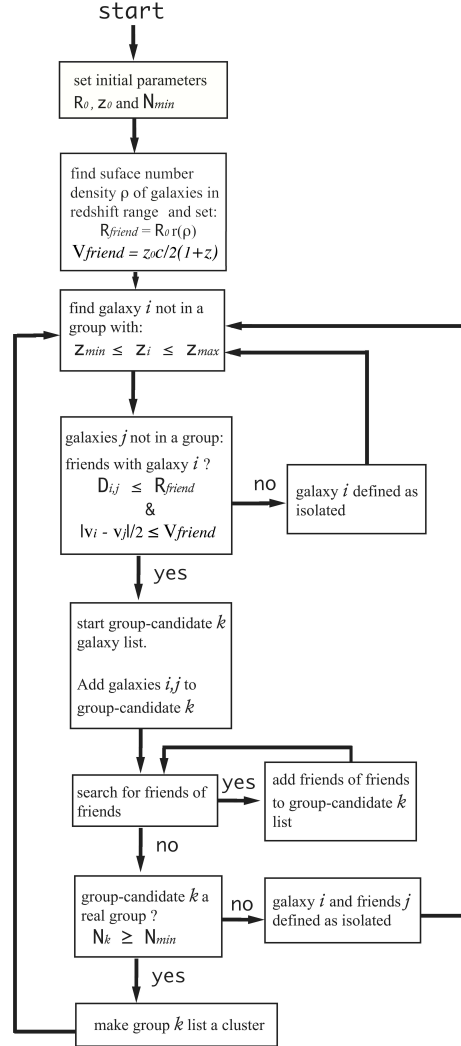 start
set initial parameters
R₀, z₀ and Nmin
find suface number
density ρ of galaxies in
redshift range and set:
Rfriend = R₀ r(ρ)
Vfriend = z₀c/2(1+z)
find galaxy i not in a
group with:
zmin ≤ zi ≤ zmax
galaxies j not in a group:
friends with galaxy i ?
Di,j ≤ Rfriend
&
|vi - vj|/2 ≤ Vfriend
no
galaxy i defined as
isolated
yes
start group-candidate k
galaxy list.
Add galaxies i,j to
group-candidate k
search for friends of
friends
yes
add friends of friends
to group-candidate k
list
no
group-candidate k a
real group ?
Nk ≥ Nmin
no
galaxy i and friends j
defined as isolated
yes
make group k list a cluster